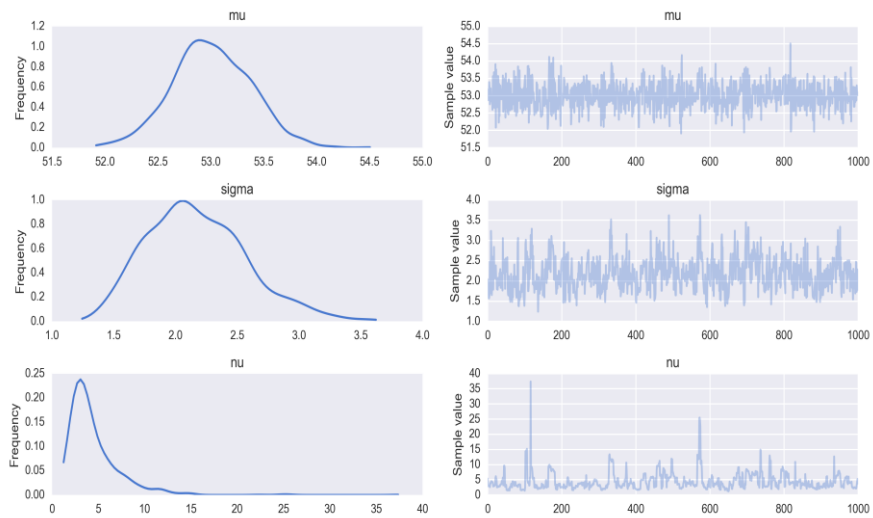 mu
Frequency
1.2
1.0
0.8
0.6
0.4
0.2
0.0
51.5 52.0 52.5 53.0 53.5 54.0 54.5 55.0
mu
Sample value
55.0
54.5
54.0
53.5
53.0
52.5
52.0
51.5
0 200 400 600 800 1000
sigma
Frequency
1.0
0.8
0.6
0.4
0.2
0.0
1.0 1.5 2.0 2.5 3.0 3.5 4.0
sigma
Sample value
4.0
3.5
3.0
2.5
2.0
1.5
1.0
0 200 400 600 800 1000
nu
Frequency
0.25
0.20
0.15
0.10
0.05
0.00
0 5 10 15 20 25 30 35 40
nu
Sample value
40
35
30
25
20
15
10
5
0
0 200 400 600 800 1000